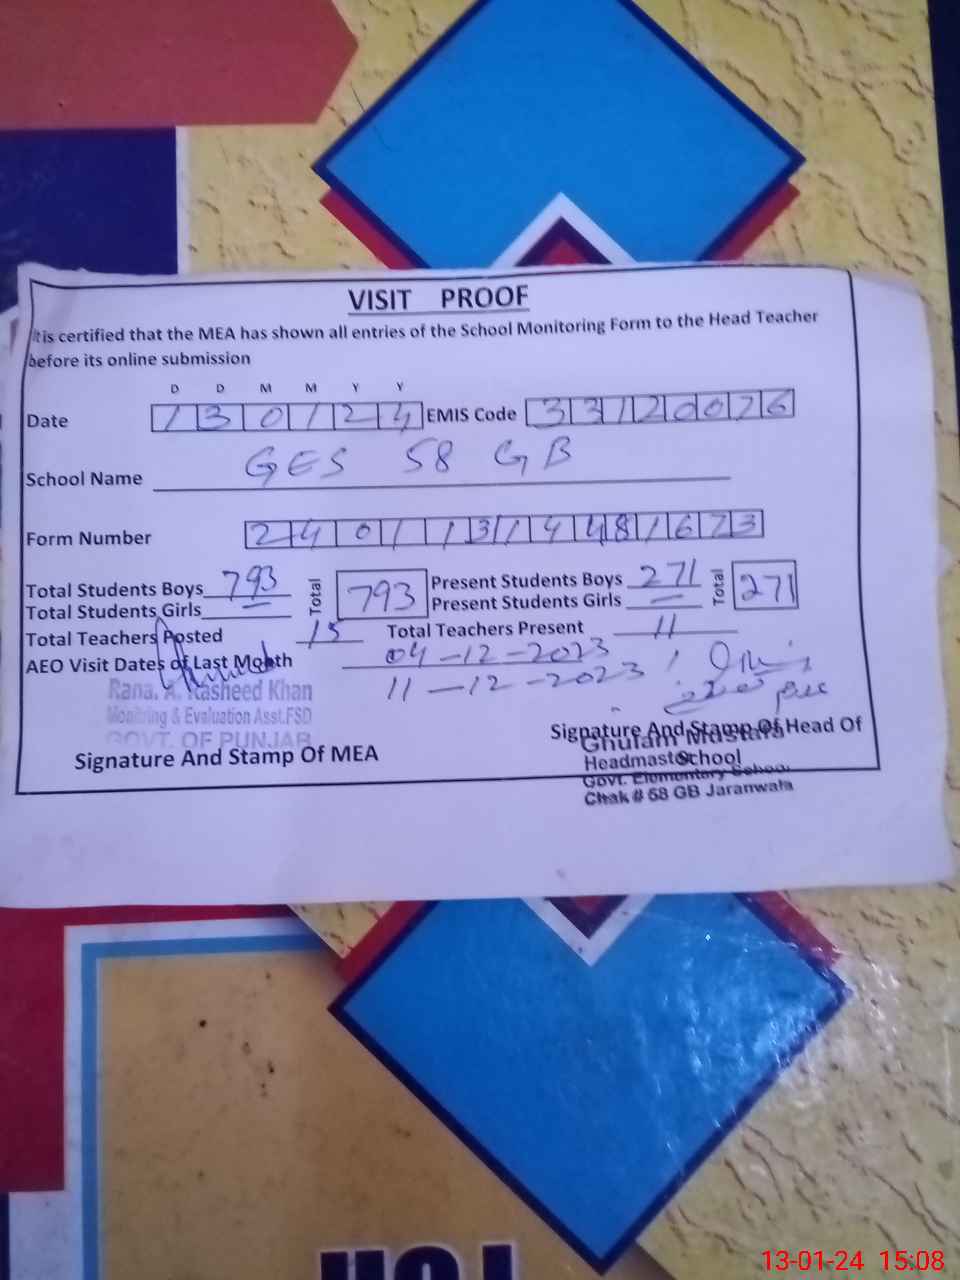 VISIT PROOF
It is certified that the MEA has shown all entries of the School Monitoring Form to the Head Teacher
before its online submission
D D M M Y Y
Date 1 3 0 1 2 4 EMIS Code 3 3 1 2 0 0 7 6
School Name GES 58 GB
Form Number 2 4 0 1 1 3 1 4 4 8 1 6 7 3
Total Students Boys 793 Total 793 Present Students Boys 271 Total 271
Total Students Girls — Present Students Girls —
Total Teachers Posted 15 Total Teachers Present 11
AEO Visit Dates of Last Month 04-12-2023
11-12-2023
Rana. A. Rasheed Khan
Monitring & Evaluation Asst.FSD
GOVT. OF PUNJAB
Signature And Stamp Of MEA
Signature And Stamp Of Head Of
School
Ghulam Mustafa
Headmaster
Govt. Elementary School
Chak # 58 GB Jaranwala
13-01-24 15:08